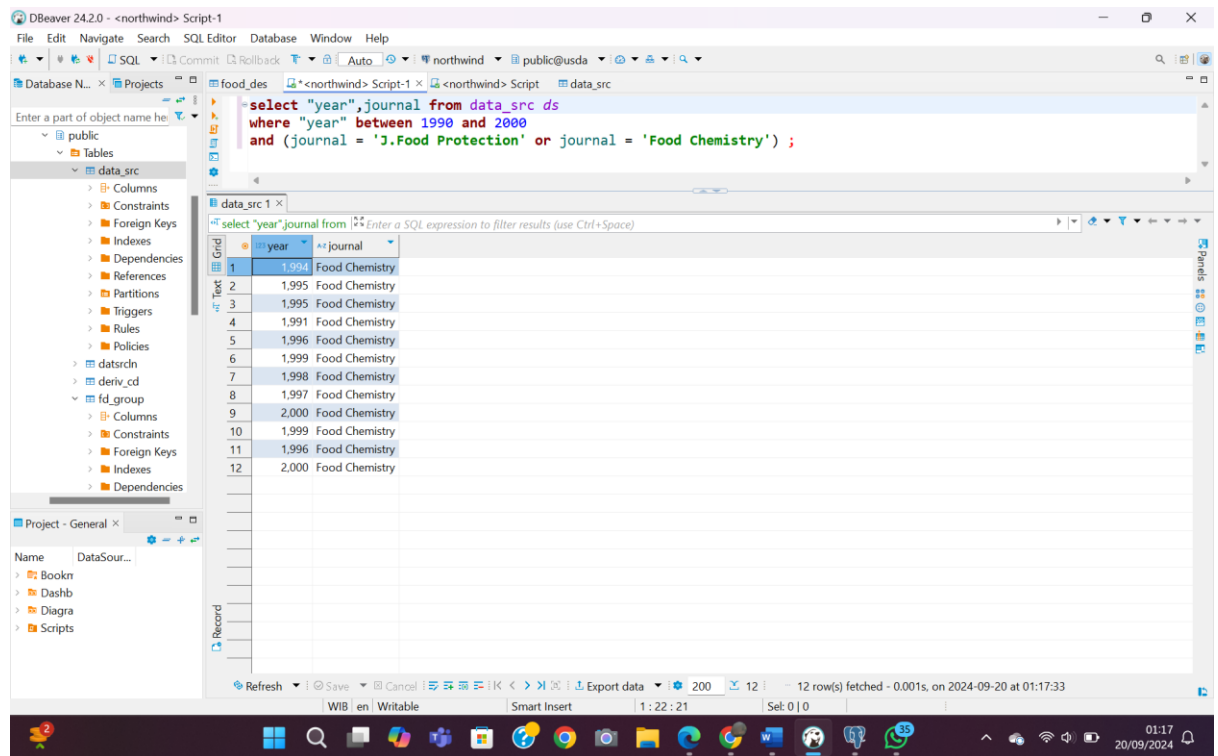 DBeaver 24.2.0 - <northwind> Script-1
File Edit Navigate Search SQL Editor Database Window Help
SQL Commit Rollback Auto northwind public@usda
Database N... Projects
food_des *<northwind> Script-1 <northwind> Script data_src
Enter a part of object name he
public
Tables
data_src
Columns
Constraints
Foreign Keys
Indexes
Dependencies
References
Partitions
Triggers
Rules
Policies
datsrcln
deriv_cd
fd_group
Columns
Constraints
Foreign Keys
Indexes
Dependencies
Project - General
Name DataSour...
Bookn
Dashb
Diagra
Scripts
select "year",journal from data_src ds
where "year" between 1990 and 2000
and (journal = 'J.Food Protection' or journal = 'Food Chemistry') ;
data_src 1
select "year",journal from Enter a SQL expression to filter results (use Ctrl+Space)
Grid
Text
Record
Panels
123 year A-Z journal
1 1,994 Food Chemistry
2 1,995 Food Chemistry
3 1,995 Food Chemistry
4 1,991 Food Chemistry
5 1,996 Food Chemistry
6 1,999 Food Chemistry
7 1,998 Food Chemistry
8 1,997 Food Chemistry
9 2,000 Food Chemistry
10 1,999 Food Chemistry
11 1,996 Food Chemistry
12 2,000 Food Chemistry
Refresh Save Cancel Export data 200 12 12 row(s) fetched - 0.001s, on 2024-09-20 at 01:17:33
WIB en Writable Smart Insert 1 : 22 : 21 Sel: 0 | 0
2
35
01:17
20/09/2024